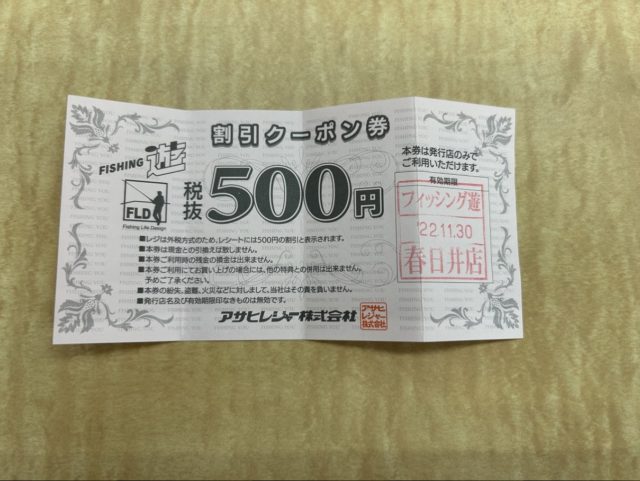 割引クーポン券
FISHING 遊
FLD
Fishing Life Design
税抜500円
■レジは外税方式のため、レシートには500円の割引と表示されます。
■本券は現金との引換えは致しません。
■本券ご利用時の残金の換金は出来ません。
■本券ご利用にてお買い上げの場合には、他の特典との併用は出来ません。
予めご了承ください。
■本券の紛失、盗難、火災などに対しまして、当社はその責を負いません。
■発行店名及び有効期限印なきものは無効です。
アサヒレジャー株式会社
アサヒ
レジャー
株式会社
本券は発行店のみで
ご利用いただけます。
有効期限
フィッシング遊
'22.11.30
春日井店